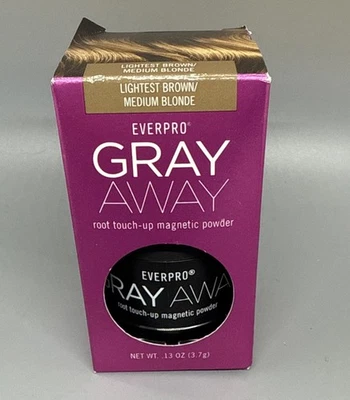 LIGHTEST BROWN/
MEDIUM BLONDE
LIGHTEST BROWN/
MEDIUM BLONDE
EVERPRO®
GRAY
AWAY
root touch-up magnetic powder
EVERPRO®
RAY AWA
root touch-up magnetic powder
NET WT. .13 OZ (3.7g)